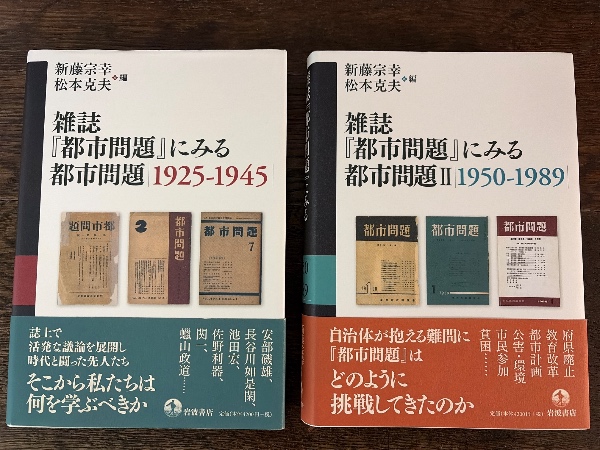 新藤宗幸
松本克夫 編
雑誌
『都市問題』にみる
都市問題 1925-1945
題問市都
2
都市問題
都市問題
7
誌上で
活発な議論を展開し
時代と闘った先人たち
そこから私たちは
何を学ぶべきか
安部磯雄、
長谷川如是閑、
池田宏、
佐野利器、
関一、
蠟山政道……
岩波書店
新藤宗幸
松本克夫 編
雑誌
『都市問題』にみる
都市問題 II 1950-1989
都市問題
都市問題
都市問題
自治体が抱える難問に
『都市問題』は
どのように
挑戦してきたのか
府県廃止
教育改革
都市計画
公害・環境
市民参加
貧困……
岩波書店